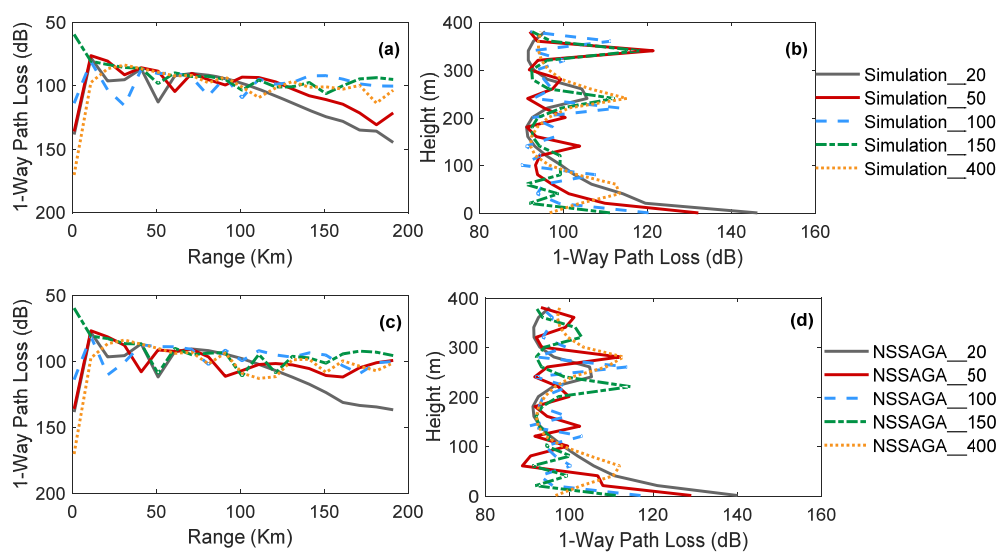 (a)
50
100
150
200
0
50
100
150
200
1-Way Path Loss (dB)
Range (Km)
(b)
400
300
200
100
0
80
100
120
140
160
Height (m)
1-Way Path Loss (dB)
Simulation__20
Simulation__50
Simulation__100
Simulation__150
Simulation__400
(c)
50
100
150
200
0
50
100
150
200
1-Way Path Loss (dB)
Range (Km)
(d)
400
300
200
100
0
80
100
120
140
160
Height (m)
1-Way Path Loss (dB)
NSSAGA__20
NSSAGA__50
NSSAGA__100
NSSAGA__150
NSSAGA__400